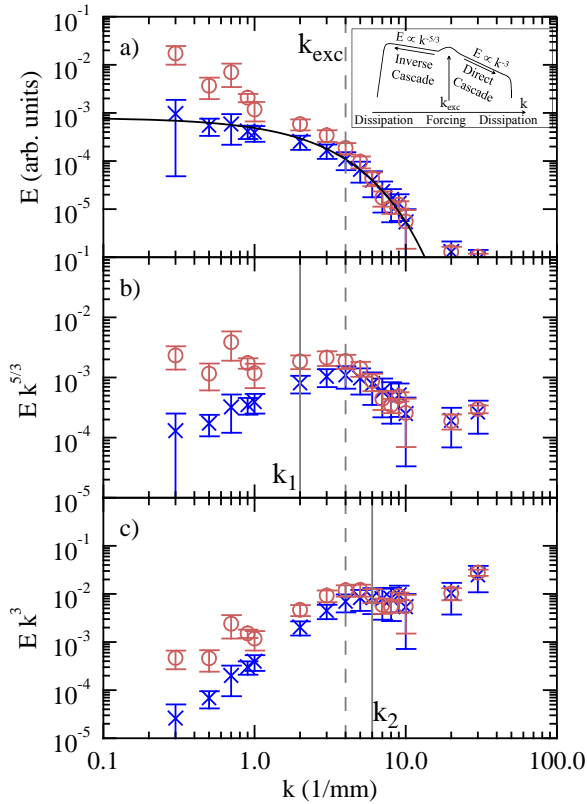 a)
k_exc
E ∝ k^-5/3
E ∝ k^-3
Inverse
Cascade
Direct
Cascade
k_exc
k
Dissipation Forcing Dissipation
E (arb. units)
10^-1
10^-2
10^-3
10^-4
10^-5
10^-1
b)
E k^5/3
10^-2
10^-3
10^-4
10^-5
k_1
c)
E k^3
10^-1
10^-2
10^-3
10^-4
10^-5
k_2
0.1 1.0 10.0 100.0
k (1/mm)